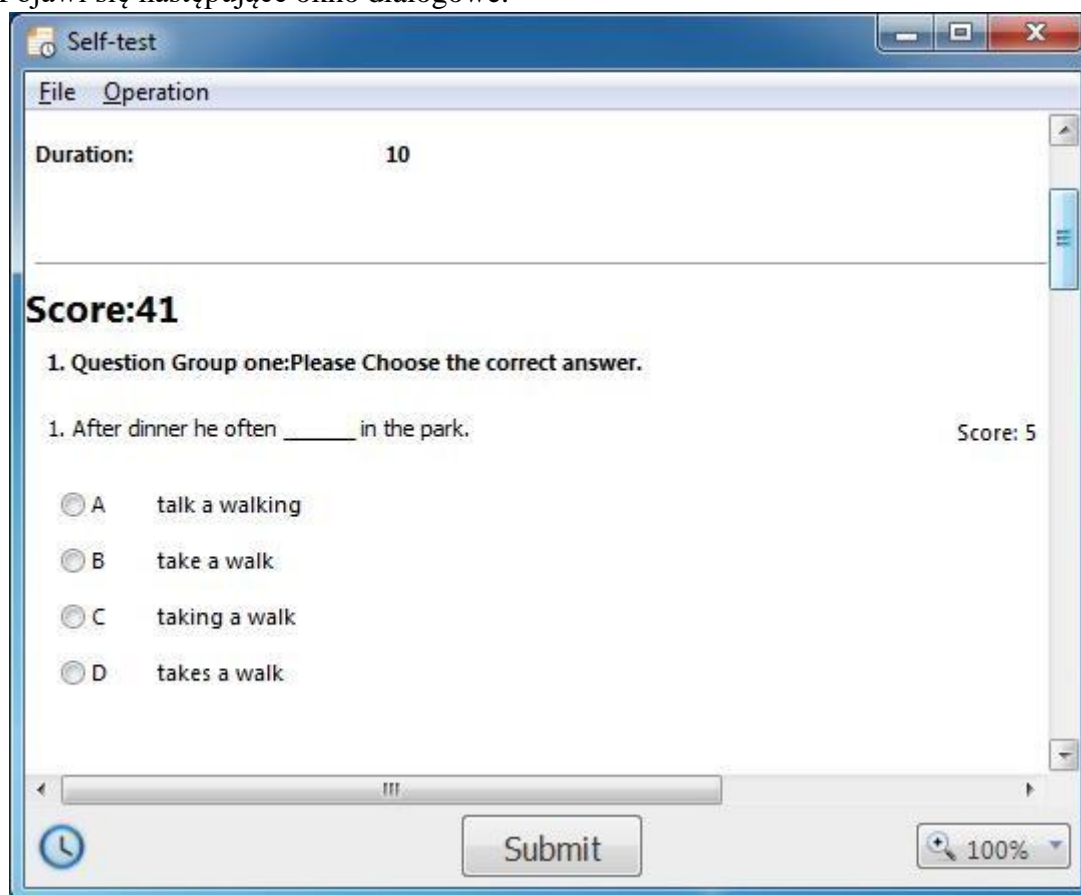 Pojawi się następujące okno dialogowe:
Self-test
File Operation
Duration: 10
Score:41
1. Question Group one:Please Choose the correct answer.
1. After dinner he often ______ in the park. Score: 5
A talk a walking
B take a walk
C taking a walk
D takes a walk
Submit 100%